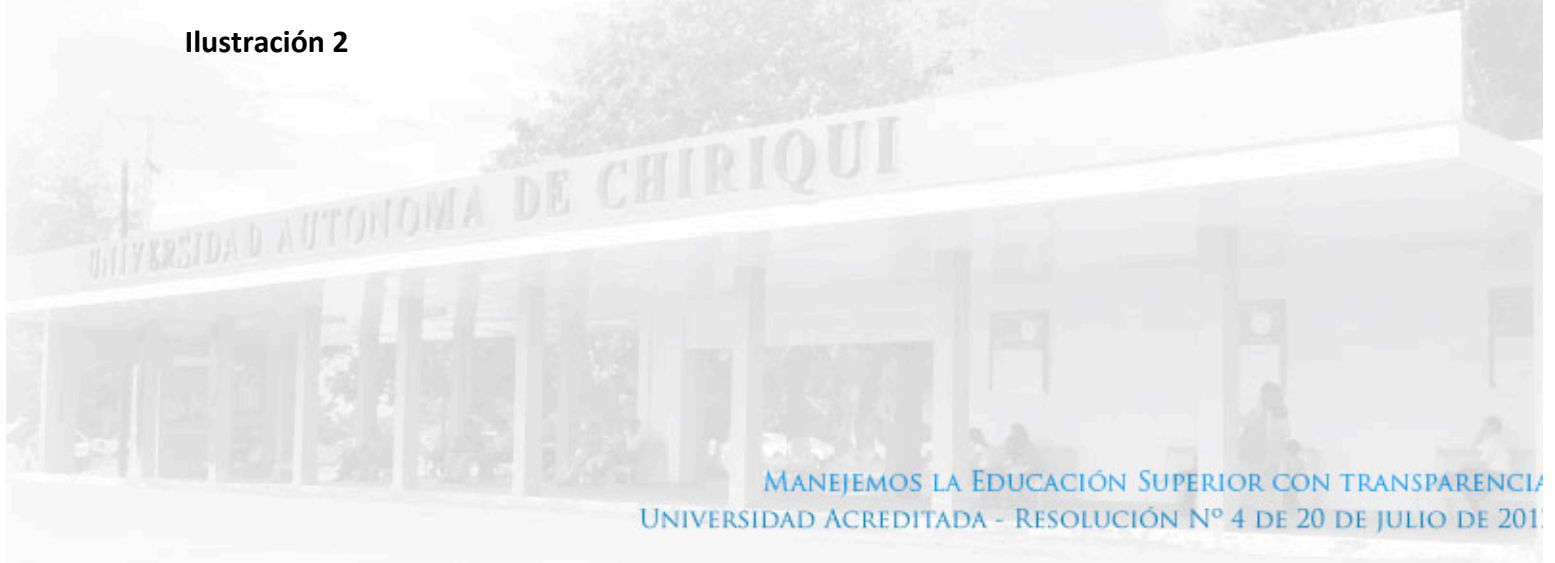 Ilustración 2
UNIVERSIDAD AUTONOMA DE CHIRIQUI
MANEJEMOS LA EDUCACIÓN SUPERIOR CON TRANSPARENCIA
UNIVERSIDAD ACREDITADA - RESOLUCIÓN Nº 4 DE 20 DE JULIO DE